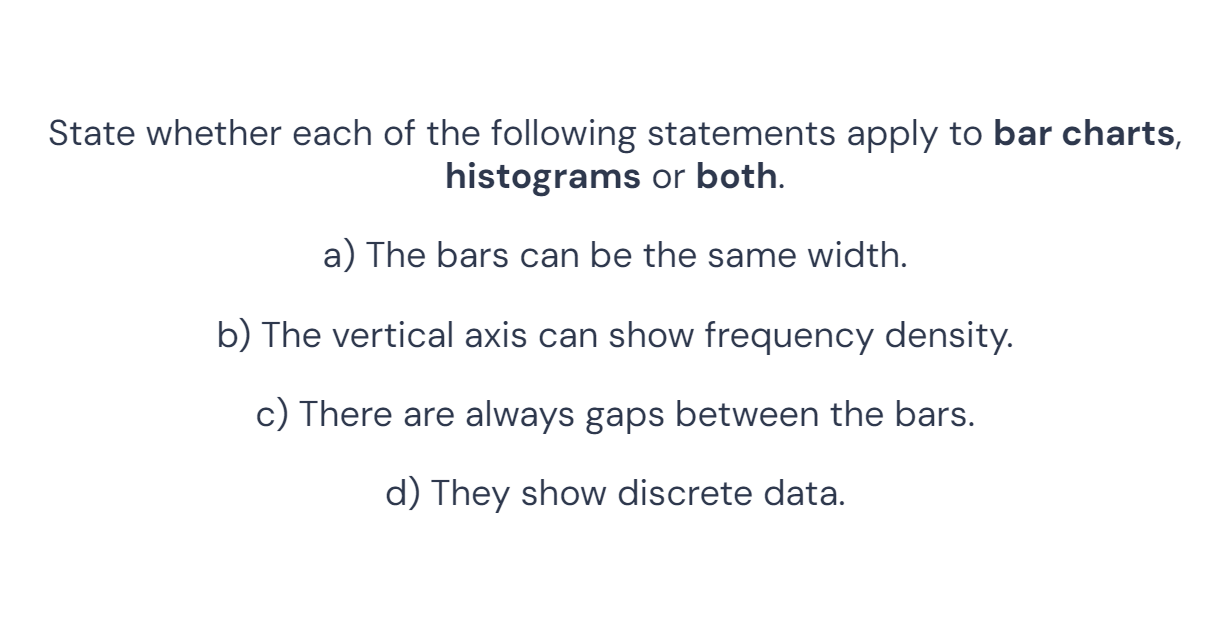 State whether each of the following statements apply to bar charts,
histograms or both.
a) The bars can be the same width.
b) The vertical axis can show frequency density.
c) There are always gaps between the bars.
d) They show discrete data.